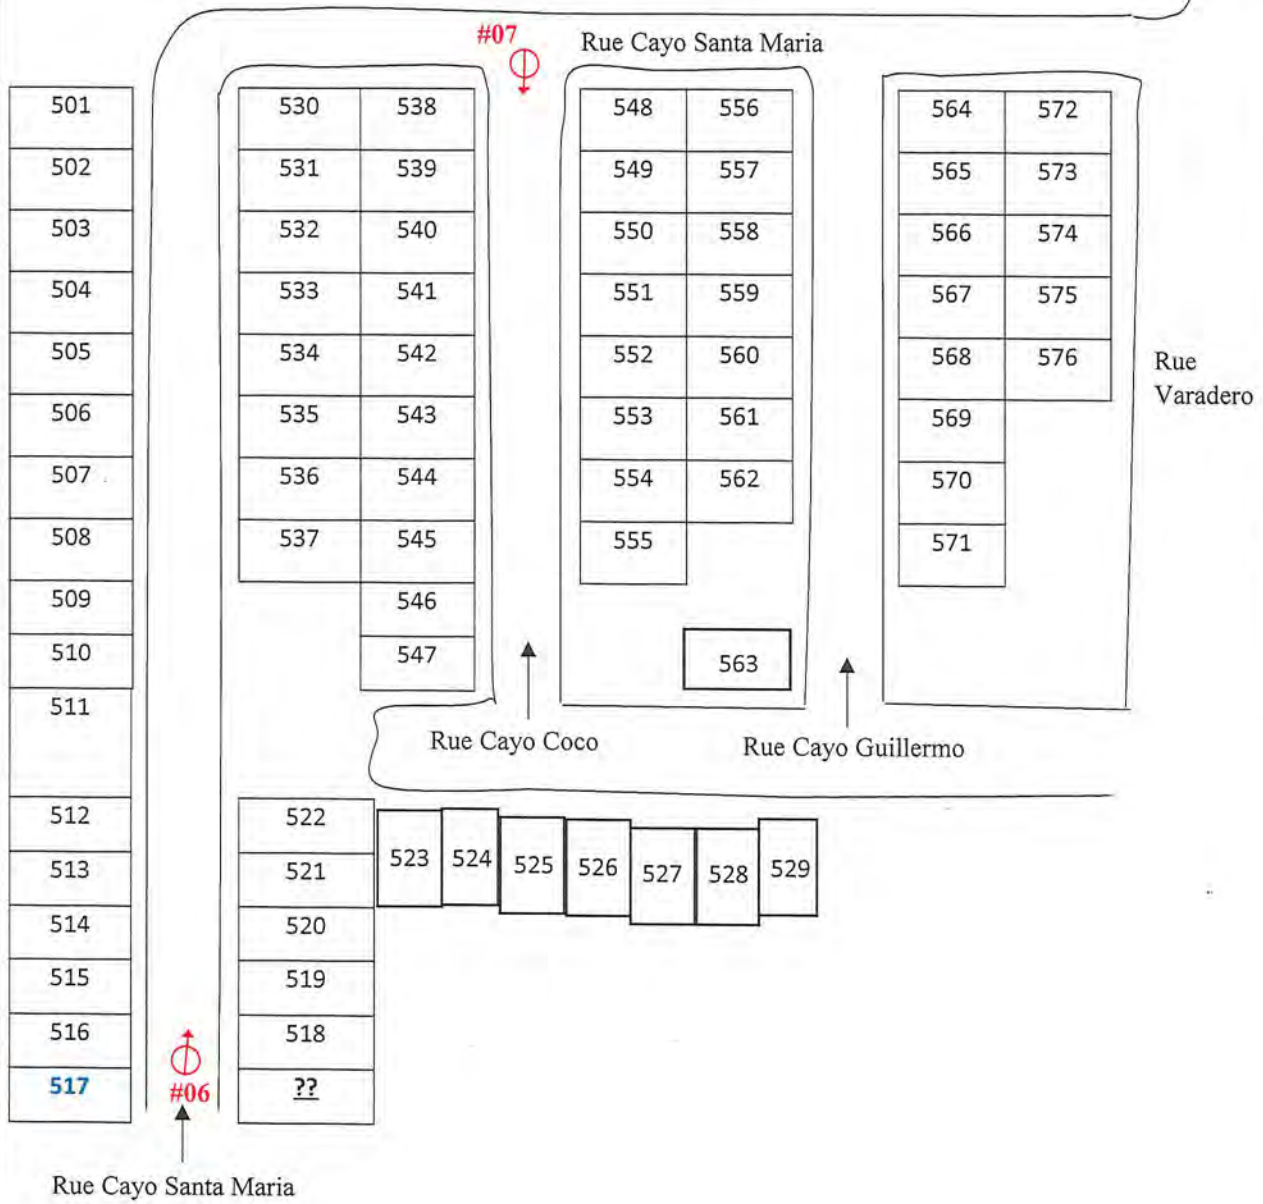 #07
Rue Cayo Santa Maria
501 530 538 548 556 564 572
502 531 539 549 557 565 573
503 532 540 550 558 566 574
504 533 541 551 559 567 575
505 534 542 552 560 568 576
Rue
Varadero
506 535 543 553 561 569
507 536 544 554 562 570
508 537 545 555 571
509 546
510 547 563
511
Rue Cayo Coco Rue Cayo Guillermo
512 522
513 521 523 524 525 526 527 528 529
514 520
515 519
516 518
517 ??
#06
Rue Cayo Santa Maria